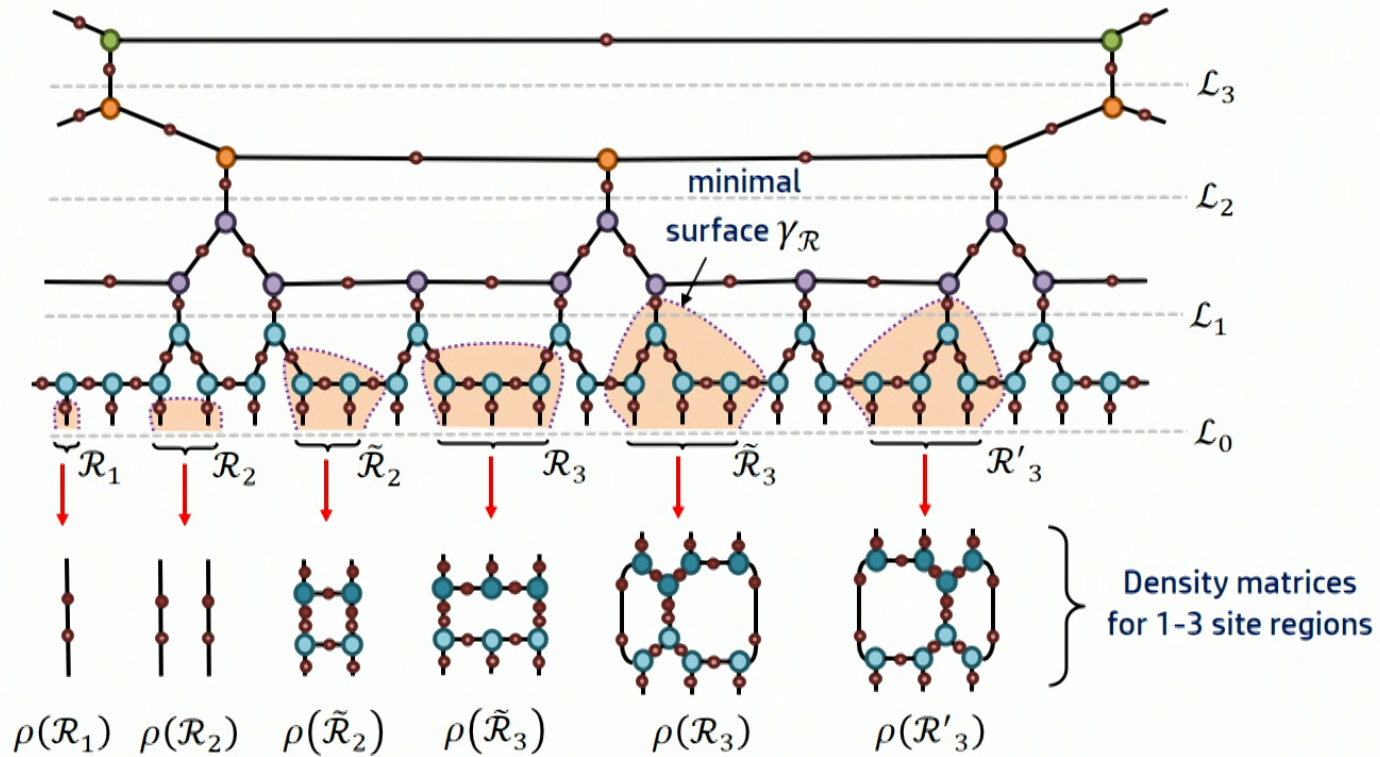 ℒ₃
ℒ₂
minimal
surface γ_ℛ
ℒ₁
ℒ₀
ℛ₁ ℛ₂ ℛ̃₂ ℛ₃ ℛ̃₃ ℛ'₃
Density matrices
for 1-3 site regions
ρ(ℛ₁) ρ(ℛ₂) ρ(ℛ̃₂) ρ(ℛ̃₃) ρ(ℛ₃) ρ(ℛ'₃)